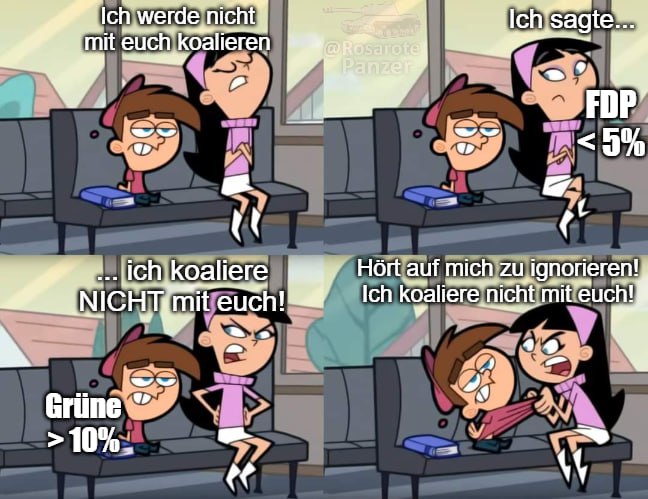 Ich werde nicht
mit euch koalieren
@Rosarote
Panzer
Ich sagte...
FDP
< 5%
... ich koaliere
NICHT mit euch!
Grüne
> 10%
Hört auf mich zu ignorieren!
Ich koaliere nicht mit euch!